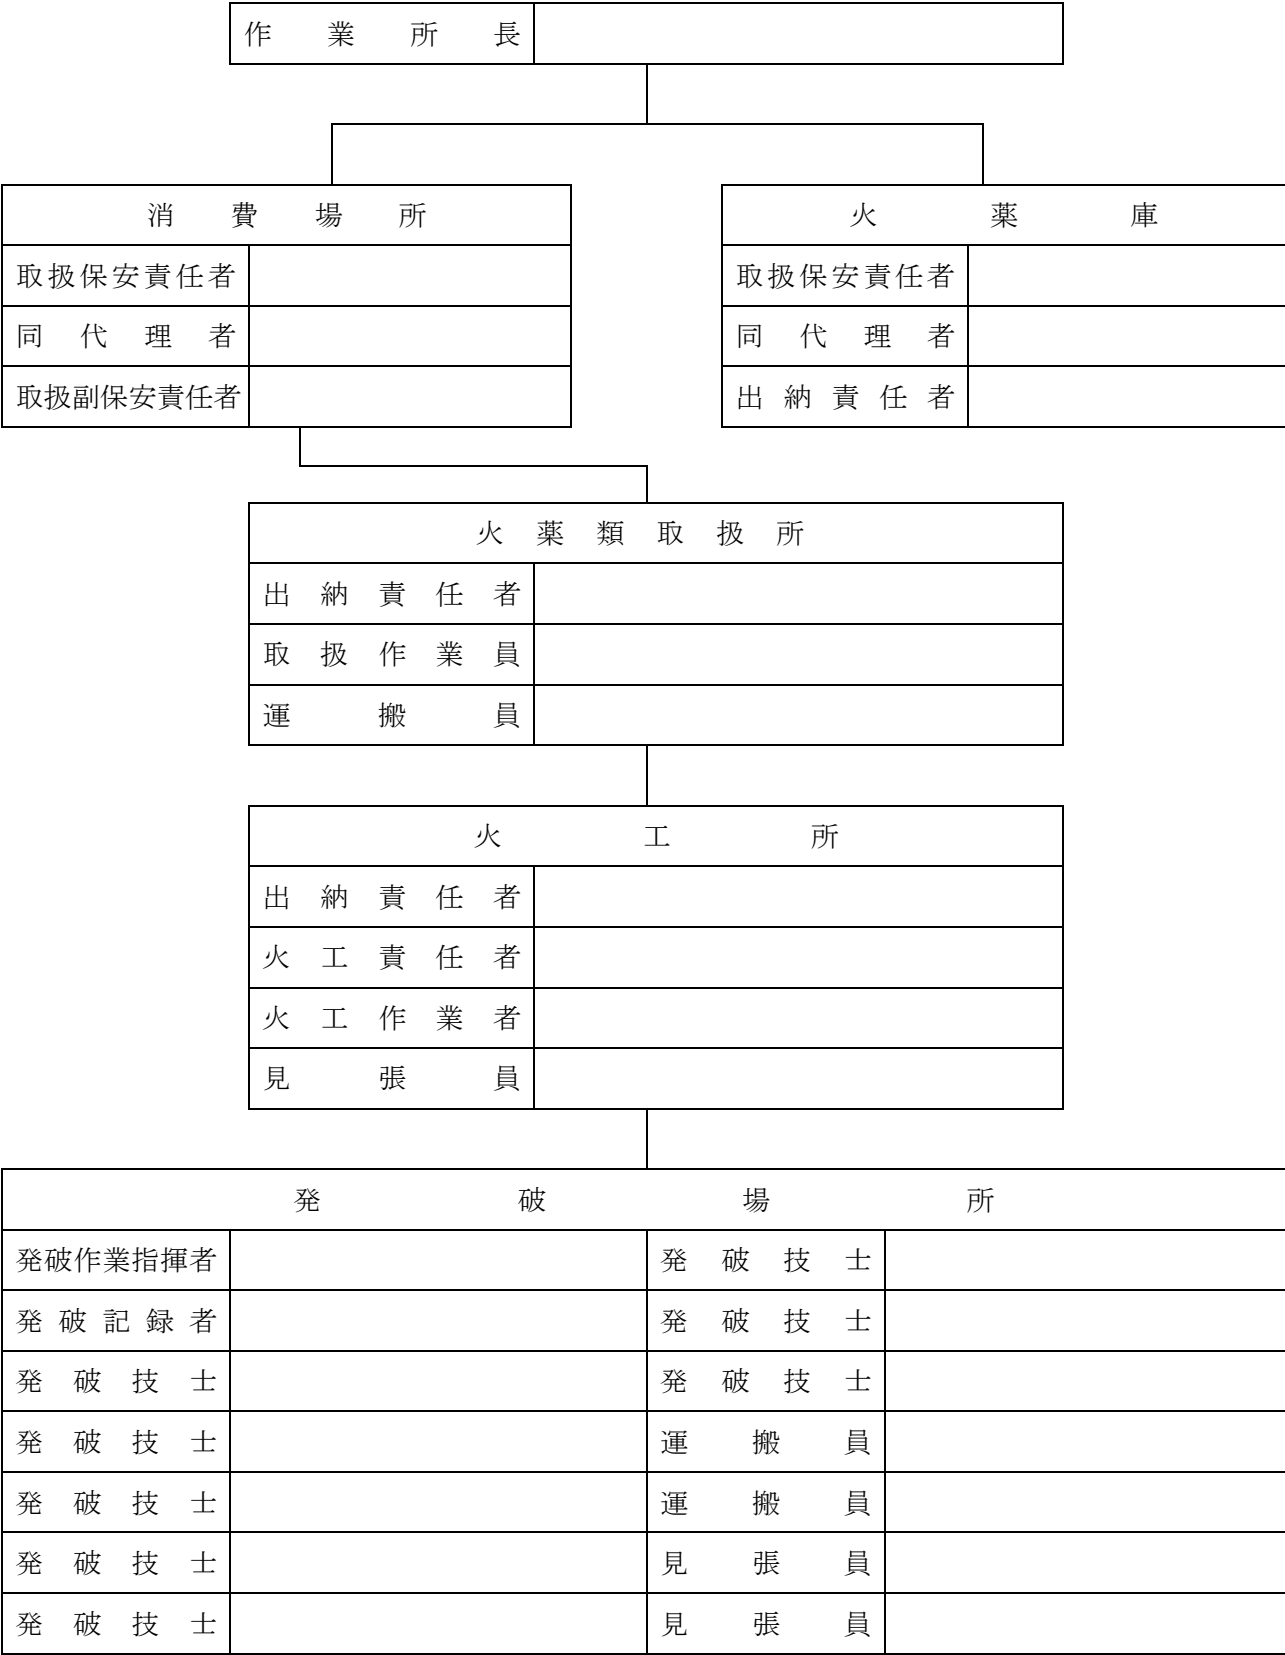 作業所長
消費場所
取扱保安責任者
同代理者
取扱副保安責任者
火薬庫
取扱保安責任者
同代理者
出納責任者
火薬類取扱所
出納責任者
取扱作業員
運搬員
火工所
出納責任者
火工責任者
火工作業者
見張員
発破場所
発破作業指揮者 発破技士
発破記録者 発破技士
発破技士 発破技士
発破技士 運搬員
発破技士 運搬員
発破技士 見張員
発破技士 見張員